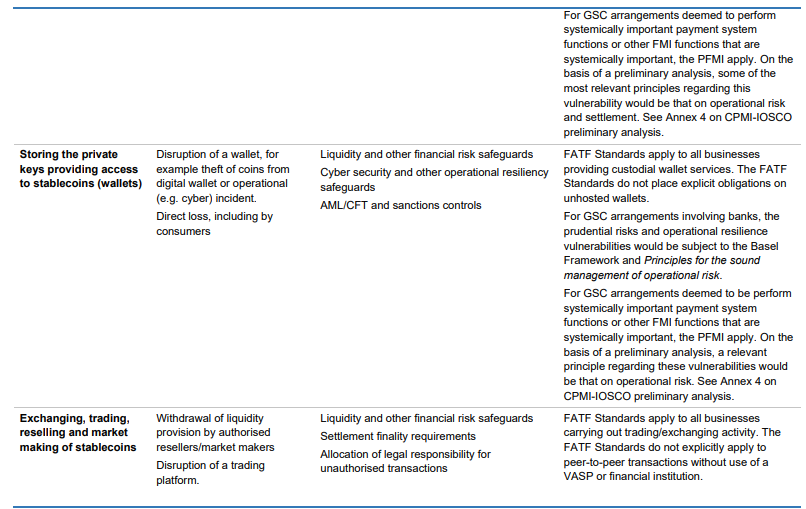 For GSC arrangements deemed to perform
systemically important payment system
functions or other FMI functions that are
systemically important, the PFMI apply. On the
basis of a preliminary analysis, some of the
most relevant principles regarding this
vulnerability would be that on operational risk
and settlement. See Annex 4 on CPMI-IOSCO
preliminary analysis.
Storing the private
keys providing access
to stablecoins (wallets)
Disruption of a wallet, for
example theft of coins from
digital wallet or operational
(e.g. cyber) incident.
Direct loss, including by
consumers
Liquidity and other financial risk safeguards
Cyber security and other operational resiliency
safeguards
AML/CFT and sanctions controls
FATF Standards apply to all businesses
providing custodial wallet services. The FATF
Standards do not place explicit obligations on
unhosted wallets.
For GSC arrangements involving banks, the
prudential risks and operational resilience
vulnerabilities would be subject to the Basel
Framework and Principles for the sound
management of operational risk.
For GSC arrangements deemed to be perform
systemically important payment system
functions or other FMI functions that are
systemically important, the PFMI apply. On the
basis of a preliminary analysis, a relevant
principle regarding these vulnerabilities would
be that on operational risk. See Annex 4 on
CPMI-IOSCO preliminary analysis.
Exchanging, trading,
reselling and market
making of stablecoins
Withdrawal of liquidity
provision by authorised
resellers/market makers
Disruption of a trading
platform.
Liquidity and other financial risk safeguards
Settlement finality requirements
Allocation of legal responsibility for
unauthorised transactions
FATF Standards apply to all businesses
carrying out trading/exchanging activity. The
FATF Standards do not explicitly apply to
peer-to-peer transactions without use of a
VASP or financial institution.